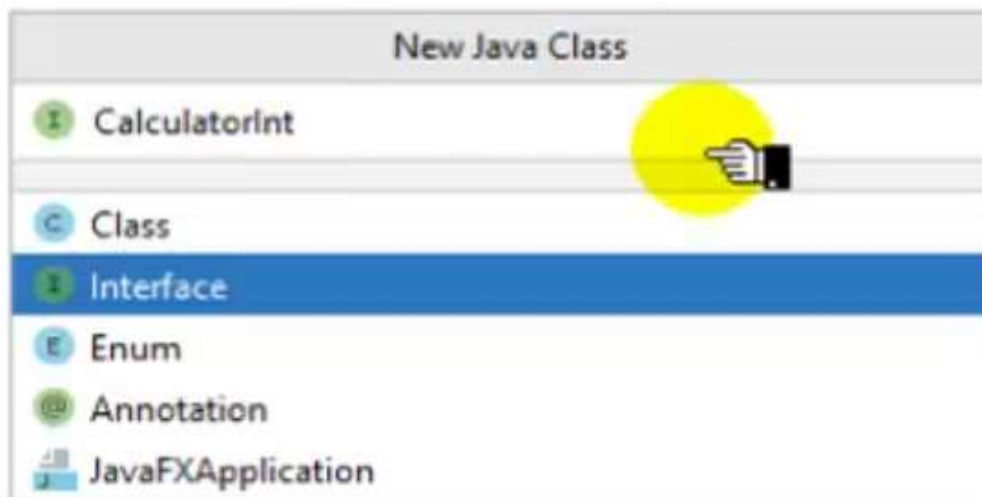 New Java Class
I CalculatorInt
C Class
I Interface
E Enum
@ Annotation
J JavaFXApplication